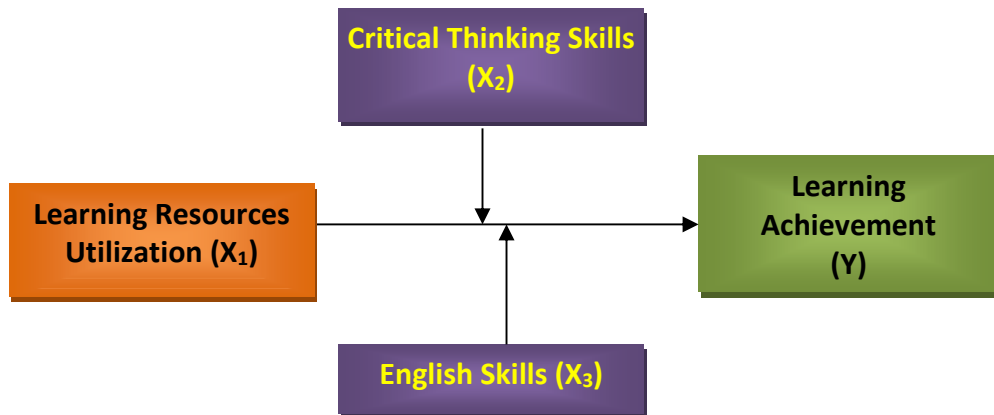 Critical Thinking Skills
(X₂)
Learning Resources
Utilization (X₁)
Learning
Achievement
(Y)
English Skills (X₃)